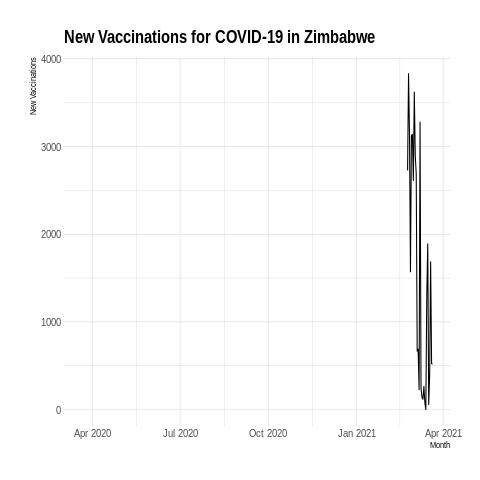 New Vaccinations for COVID-19 in Zimbabwe
New Vaccinations
4000
3000
2000
1000
0
Apr 2020
Jul 2020
Oct 2020
Jan 2021
Apr 2021
Month